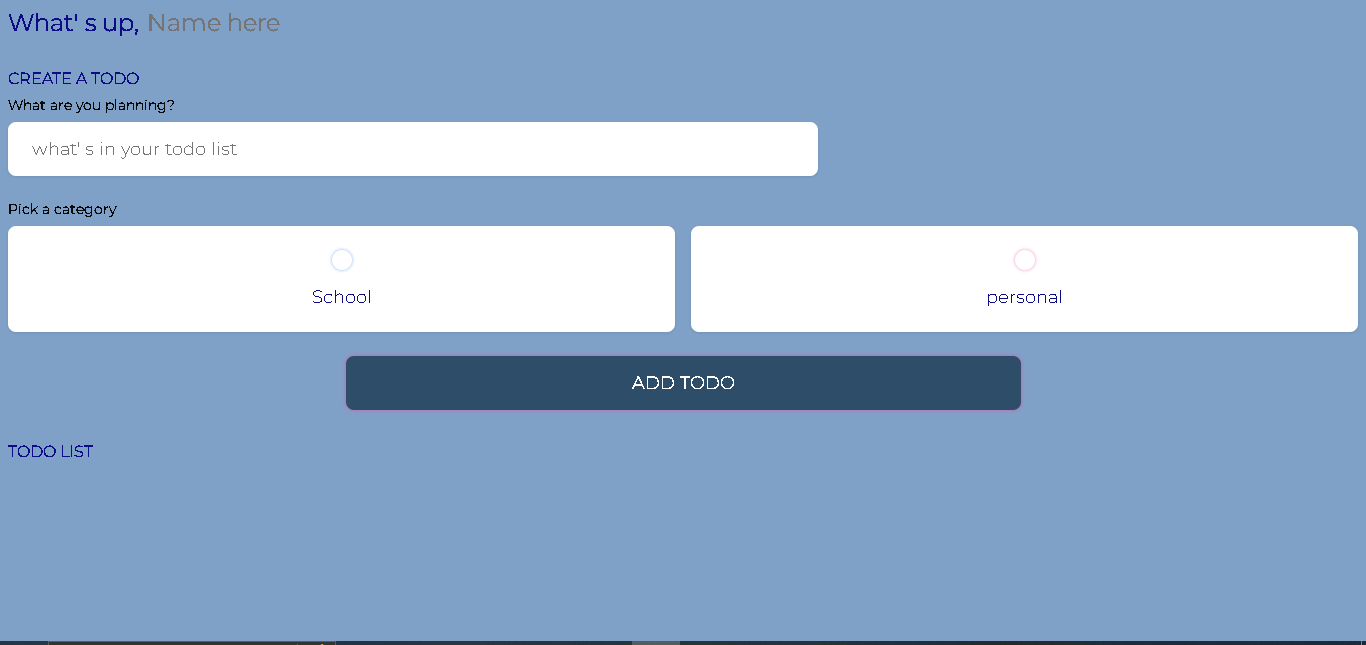 What' s up, Name here
CREATE A TODO
What are you planning?
what' s in your todo list
Pick a category
School
personal
ADD TODO
TODO LIST